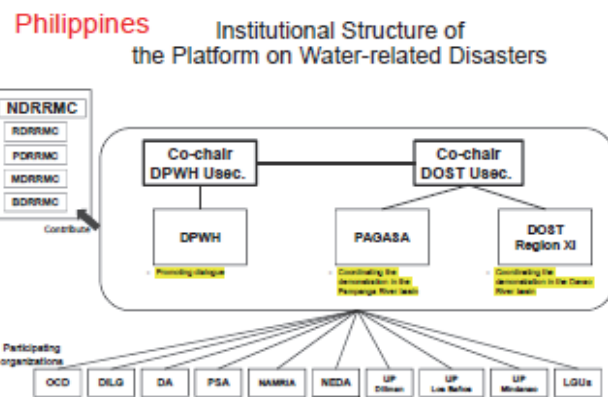 Philippines
Institutional Structure of
the Platform on Water-related Disasters
NDRRMC
RDRRMC
PDRRMC
MDRRMC
BDRRMC
Contribute
Co-chair
DPWH Usec.
Co-chair
DOST Usec.
DPWH
- Promoting dialogue
PAGASA
- Coordinating the
demonstration in the
Pampanga River basin
DOST
Region XI
- Coordinating the
demonstration in the Davao
River basin
Participating
organizations
OCD
DILG
DA
PSA
NAMRIA
NEDA
UP
Diliman
UP
Los Baños
UP
Mindanao
LGUs